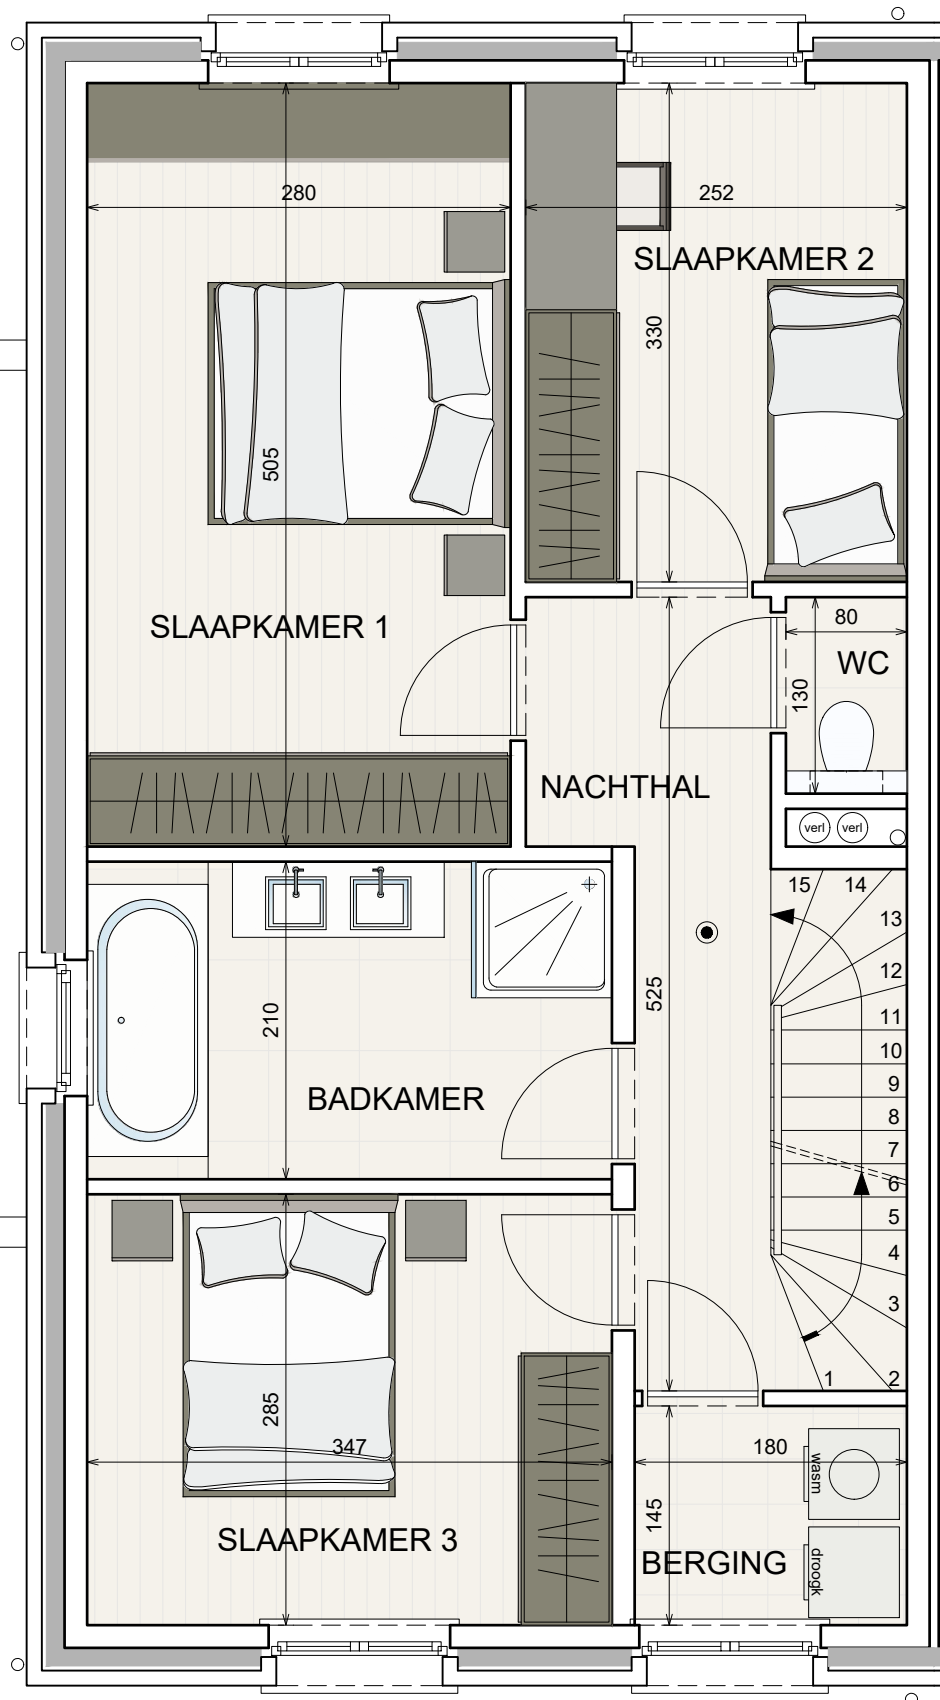 280
252
SLAAPKAMER 2
330
505
SLAAPKAMER 1
80
WC
130
NACHTHAL
verl
verl
15
14
13
12
11
10
9
8
7
6
5
4
3
2
1
525
210
BADKAMER
285
347
180
wasm
145
SLAAPKAMER 3
BERGING
droogk